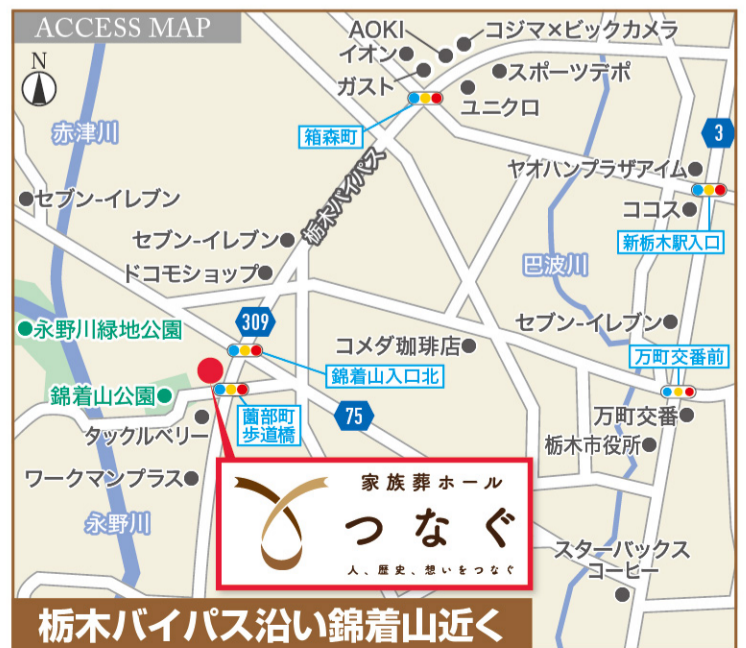 ACCESS MAP
N
AOKI
コジマ×ビックカメラ
イオン
ガスト
スポーツデポ
ユニクロ
箱森町
赤津川
3
ヤオハンプラザアイム
セブン-イレブン
ココス
栃木バイパス
新栃木駅入口
セブン-イレブン
巴波川
ドコモショップ
309
セブン-イレブン
永野川緑地公園
コメダ珈琲店
万町交番前
錦着山入口北
錦着山公園
75
薗部町
歩道橋
万町交番
タックルベリー
栃木市役所
ワークマンプラス
永野川
家族葬ホール
つなぐ
人、歴史、想いをつなぐ
スターバックス
コーヒー
栃木バイパス沿い錦着山近く